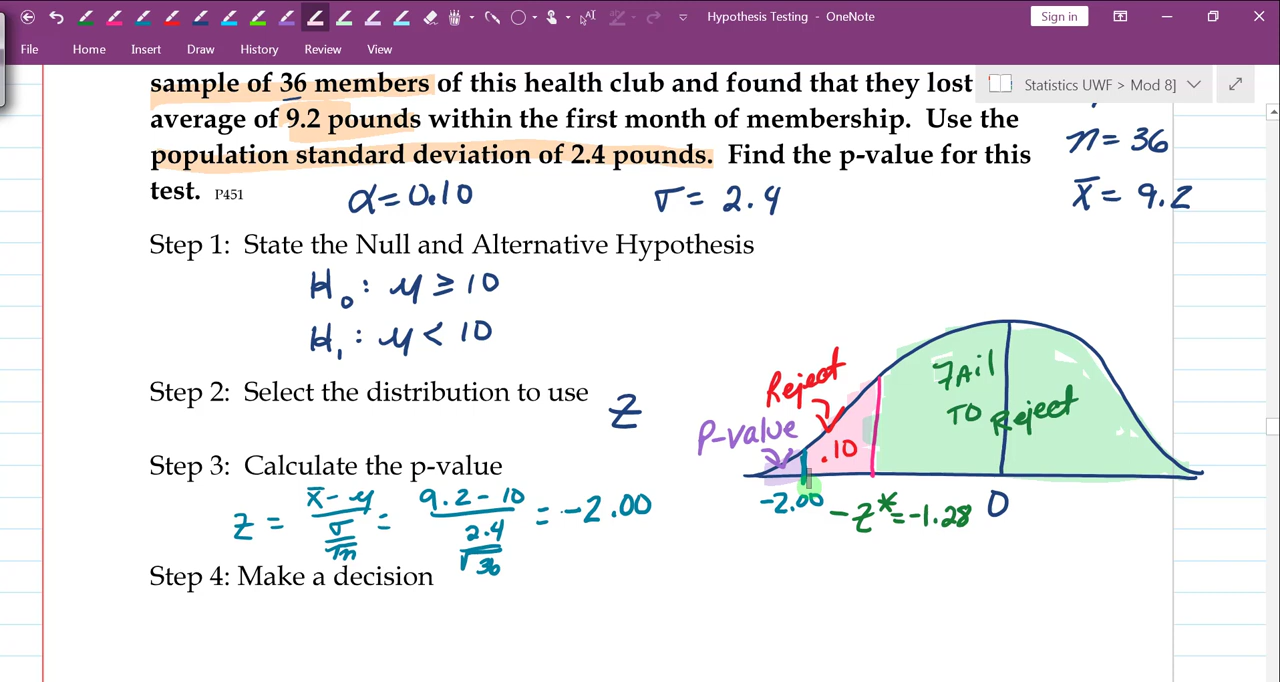 Hypothesis Testing - OneNote
Sign in
File Home Insert Draw History Review View
Statistics UWF > Mod 8]
sample of 36 members of this health club and found that they lost
average of 9.2 pounds within the first month of membership. Use the
population standard deviation of 2.4 pounds. Find the p-value for this
test. P451
n = 36
x̄ = 9.2
α = 0.10 σ = 2.4
Step 1: State the Null and Alternative Hypothesis
H₀ : μ ≥ 10
H₁ : μ < 10
Step 2: Select the distribution to use Z
Step 3: Calculate the p-value
z = (x̄ - μ)/(σ/√n) = (9.2 - 10)/(2.4/√36) = -2.00
Step 4: Make a decision
Reject
P-value
.10
Fail
TO Reject
-2.00 -z* = -1.28 0